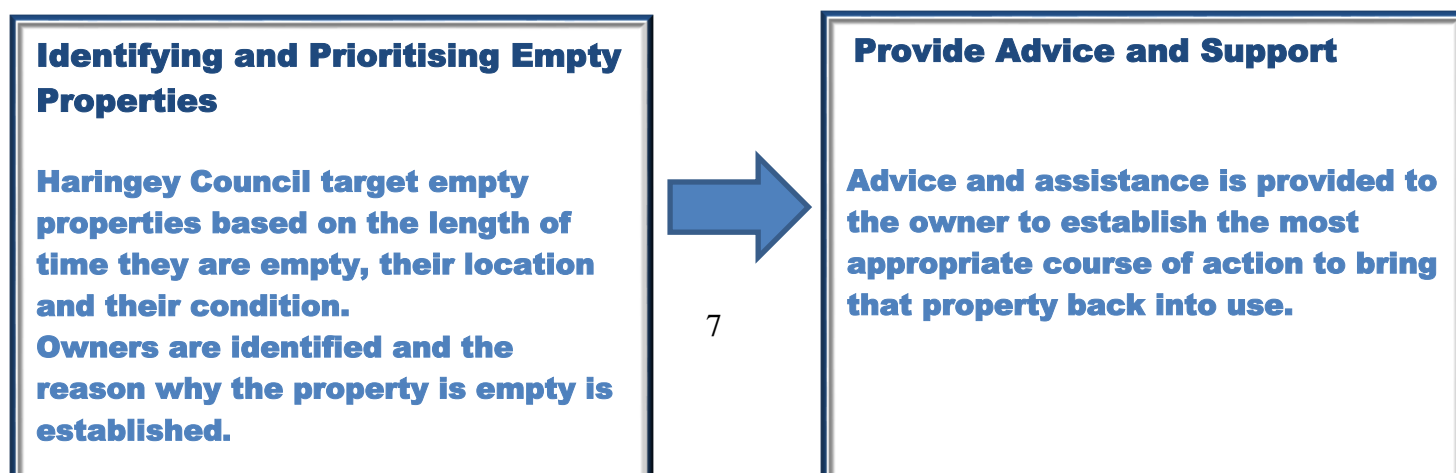 Identifying and Prioritising Empty
Properties
Haringey Council target empty
properties based on the length of
time they are empty, their location
and their condition.
Owners are identified and the
reason why the property is empty is
established.
7
Provide Advice and Support
Advice and assistance is provided to
the owner to establish the most
appropriate course of action to bring
that property back into use.